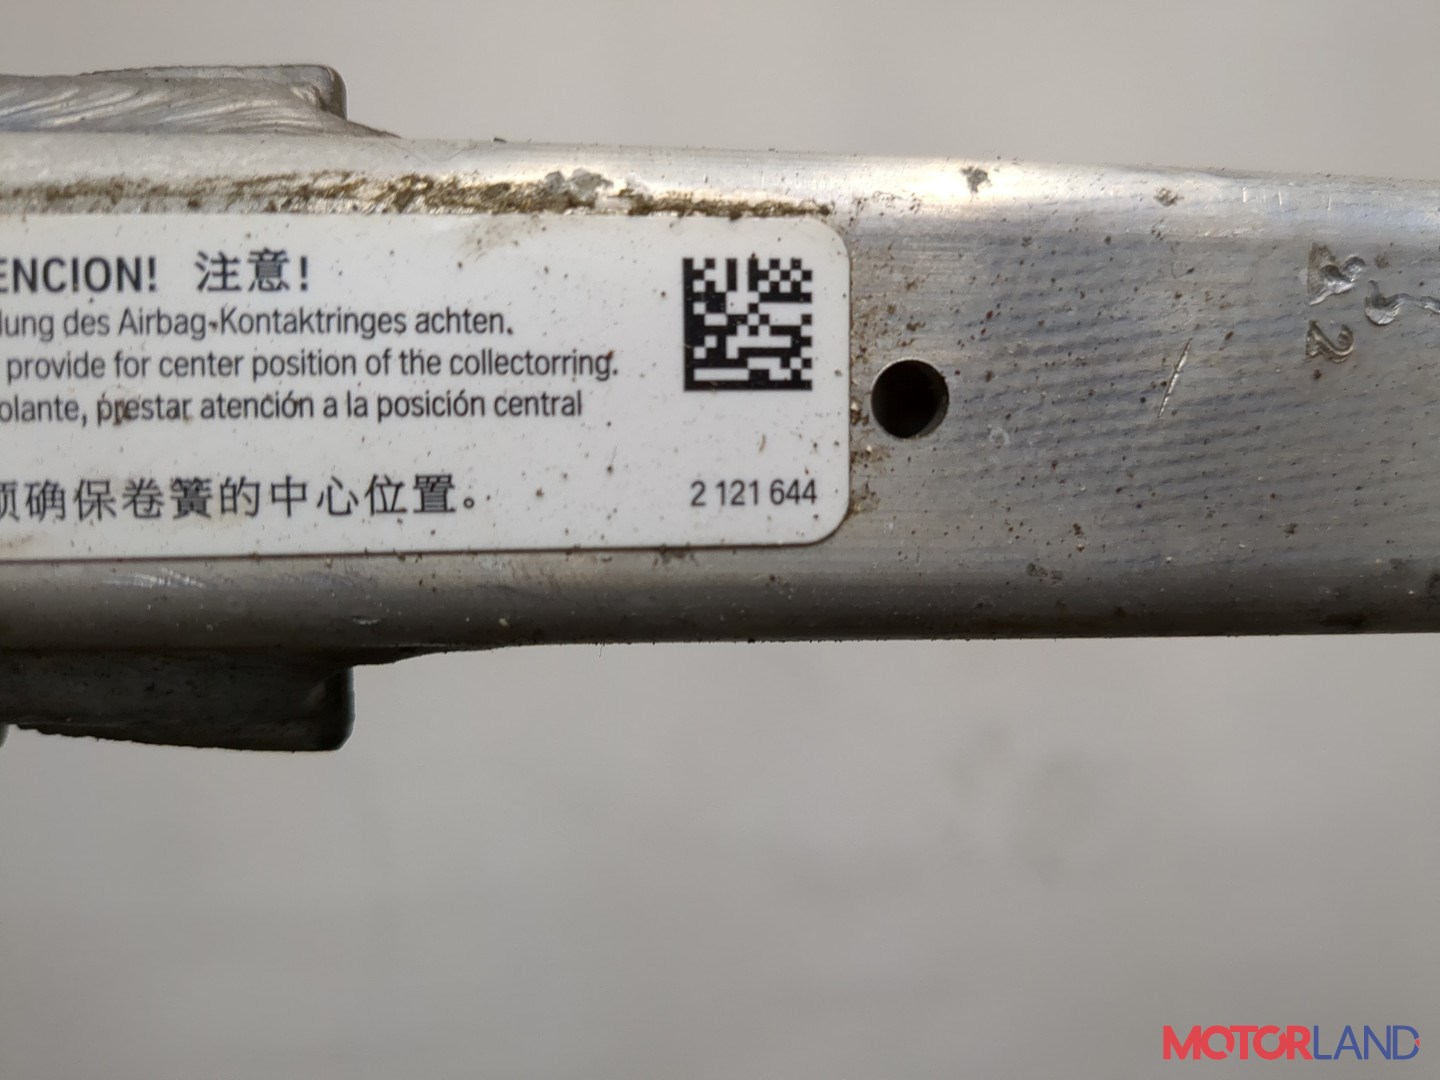 ENCION! 注意!
lung des Airbag-Kontaktringes achten.
provide for center position of the collectorring.
olante, prestar atención a la posición central
须确保卷簧的中心位置。
2 121 644
2
MOTORLAND